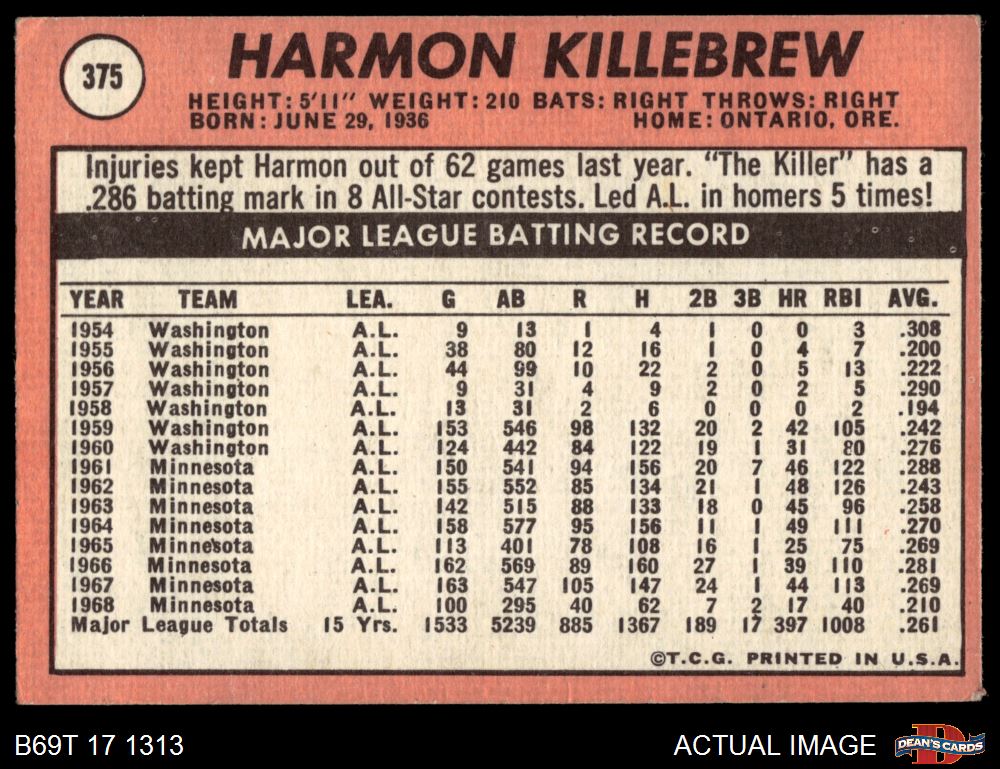 375
HARMON KILLEBREW
HEIGHT: 5'11" WEIGHT: 210 BATS: RIGHT THROWS: RIGHT
BORN: JUNE 29, 1936 HOME: ONTARIO, ORE.
Injuries kept Harmon out of 62 games last year. "The Killer" has a
.286 batting mark in 8 All-Star contests. Led A.L. in homers 5 times!
MAJOR LEAGUE BATTING RECORD
YEAR TEAM LEA. G AB R H 2B 3B HR RBI AVG.
1954 Washington A.L. 9 13 1 4 1 0 0 3 .308
1955 Washington A.L. 38 80 12 16 1 0 4 7 .200
1956 Washington A.L. 44 99 10 22 2 0 5 13 .222
1957 Washington A.L. 9 31 4 9 2 0 2 5 .290
1958 Washington A.L. 13 31 2 6 0 0 0 2 .194
1959 Washington A.L. 153 546 98 132 20 2 42 105 .242
1960 Washington A.L. 124 442 84 122 19 1 31 80 .276
1961 Minnesota A.L. 150 541 94 156 20 7 46 122 .288
1962 Minnesota A.L. 155 552 85 134 21 1 48 126 .243
1963 Minnesota A.L. 142 515 88 133 18 0 45 96 .258
1964 Minnesota A.L. 158 577 95 156 11 1 49 111 .270
1965 Minnesota A.L. 113 401 78 108 16 1 25 75 .269
1966 Minnesota A.L. 162 569 89 160 27 1 39 110 .281
1967 Minnesota A.L. 163 547 105 147 24 1 44 113 .269
1968 Minnesota A.L. 100 295 40 62 7 2 17 40 .210
Major League Totals 15 Yrs. 1533 5239 885 1367 189 17 397 1008 .261
©T.C.G. PRINTED IN U.S.A.
B69T 17 1313 ACTUAL IMAGE
D
DEAN'S CARDS